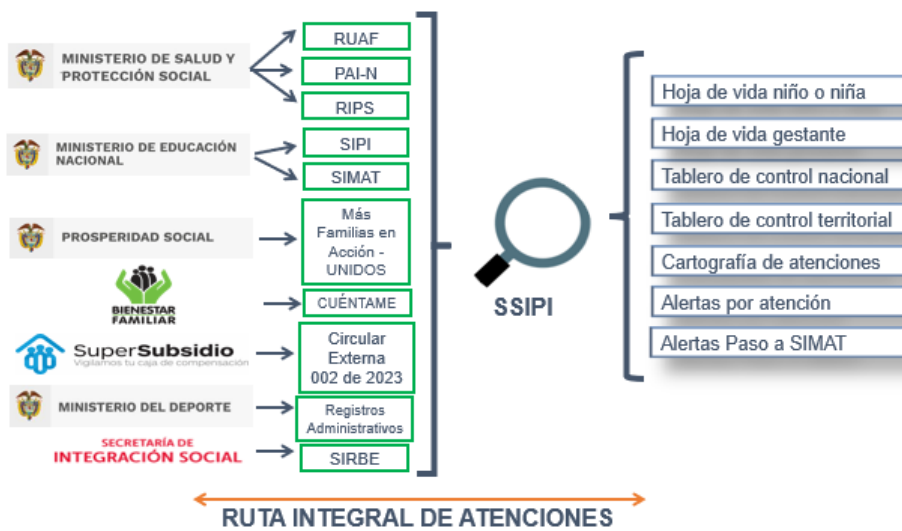 MINISTERIO DE SALUD Y
PROTECCIÓN SOCIAL
RUAF
PAI-N
RIPS
MINISTERIO DE EDUCACIÓN
NACIONAL
SIPI
SIMAT
PROSPERIDAD SOCIAL
Más
Familias en
Acción -
UNIDOS
BIENESTAR
FAMILIAR
CUÉNTAME
SuperSubsidio
Vigilamos tu caja de compensación
Circular
Externa
002 de 2023
MINISTERIO DEL DEPORTE
Registros
Administrativos
SECRETARÍA DE
INTEGRACIÓN SOCIAL
SIRBE
SSIPI
Hoja de vida niño o niña
Hoja de vida gestante
Tablero de control nacional
Tablero de control territorial
Cartografía de atenciones
Alertas por atención
Alertas Paso a SIMAT
RUTA INTEGRAL DE ATENCIONES